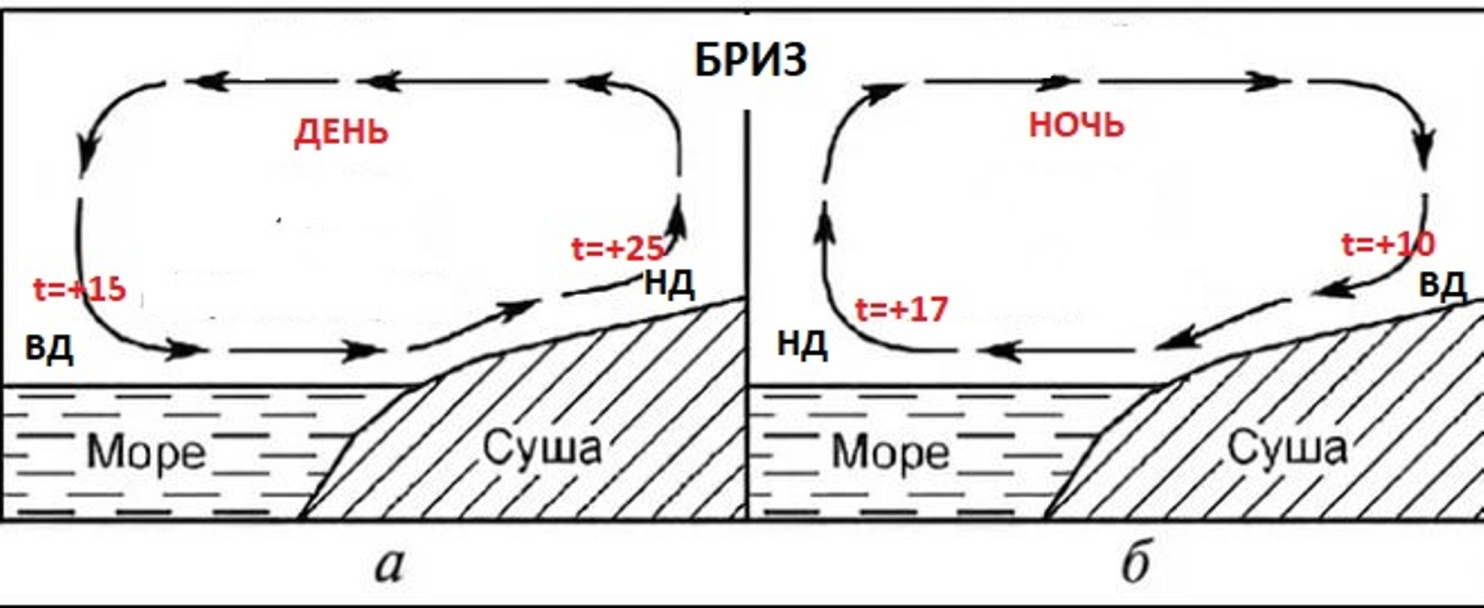 БРИЗ
ДЕНЬ
t=+25
НД
t=+15
ВД
Море
Суша
а
НОЧЬ
t=+10
ВД
t=+17
НД
Море
Суша
б